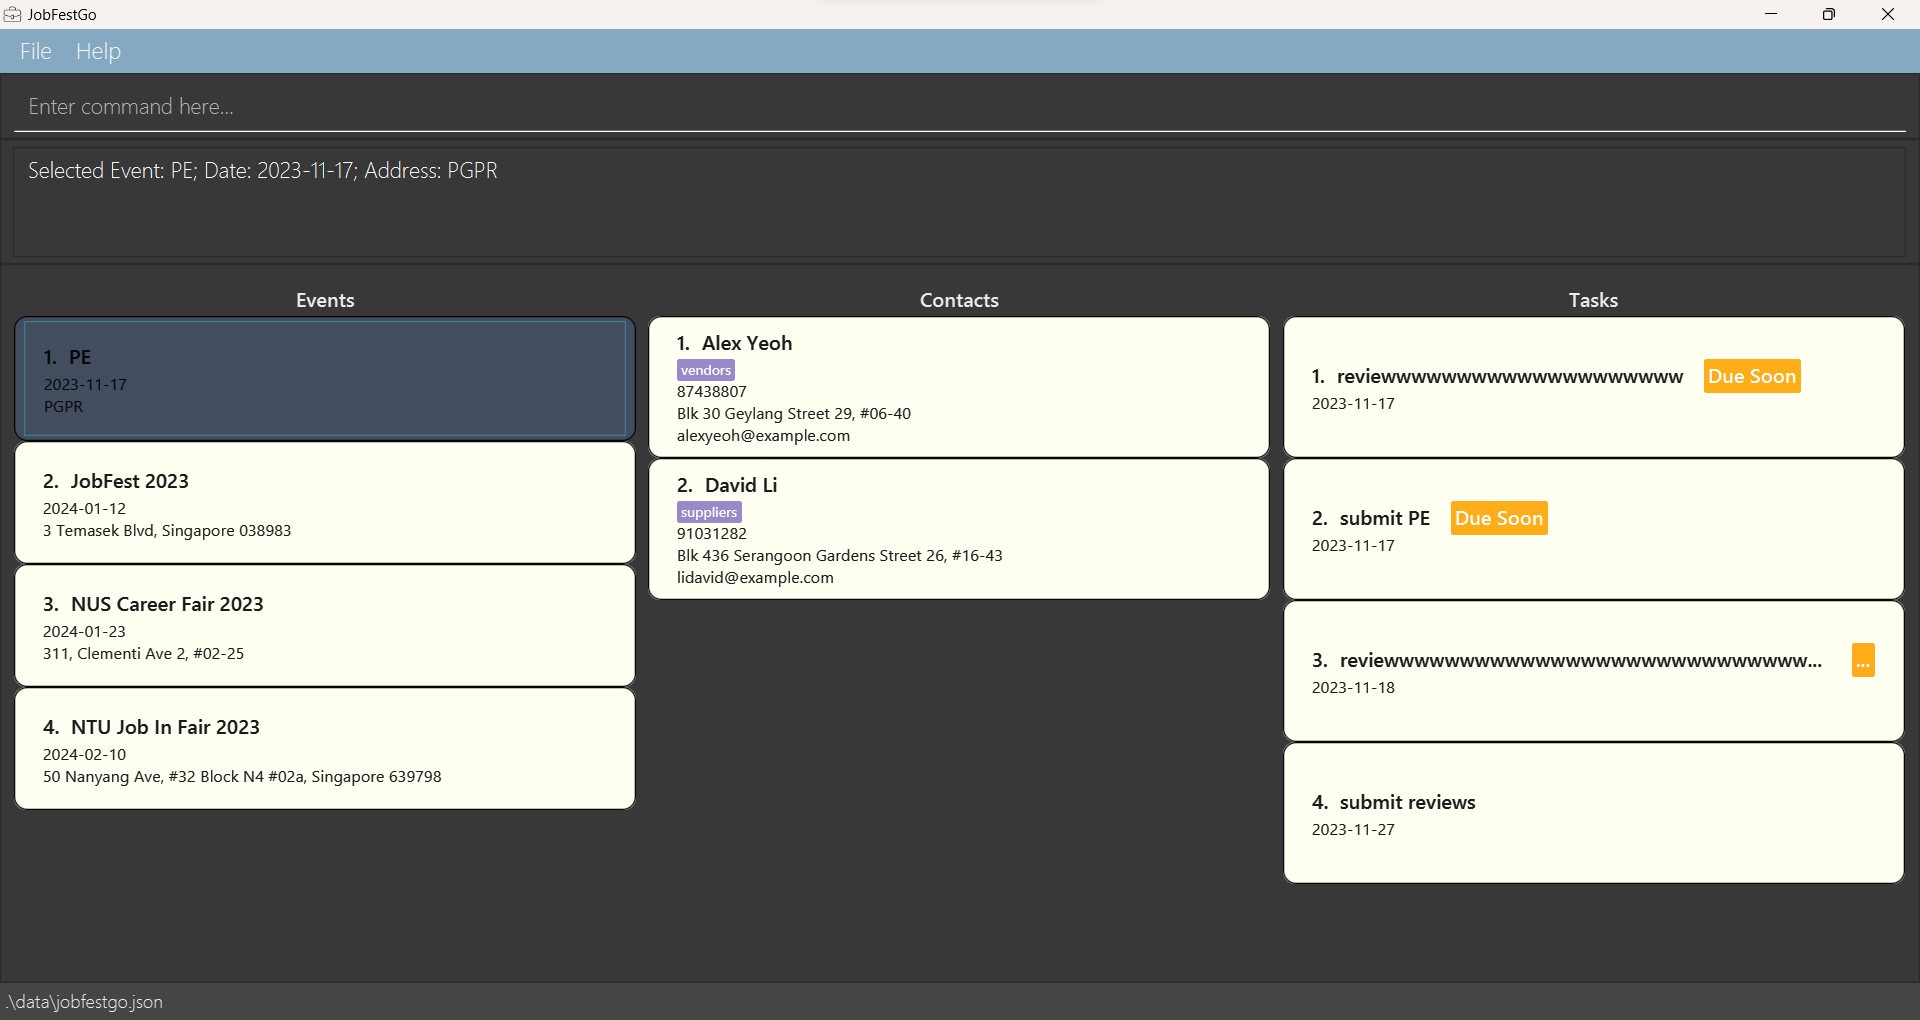 JobFestGo
File Help
Enter command here...
Selected Event: PE; Date: 2023-11-17; Address: PGPR
Events
1. PE
2023-11-17
PGPR
2. JobFest 2023
2024-01-12
3 Temasek Blvd, Singapore 038983
3. NUS Career Fair 2023
2024-01-23
311, Clementi Ave 2, #02-25
4. NTU Job In Fair 2023
2024-02-10
50 Nanyang Ave, #32 Block N4 #02a, Singapore 639798
Contacts
1. Alex Yeoh
vendors
87438807
Blk 30 Geylang Street 29, #06-40
alexyeoh@example.com
2. David Li
suppliers
91031282
Blk 436 Serangoon Gardens Street 26, #16-43
lidavid@example.com
Tasks
1. reviewwwwwwwwwwwwwwwwwwww Due Soon
2023-11-17
2. submit PE Due Soon
2023-11-17
3. reviewwwwwwwwwwwwwwwwwwwwwwwwwwww... ...
2023-11-18
4. submit reviews
2023-11-27
.\data\jobfestgo.json